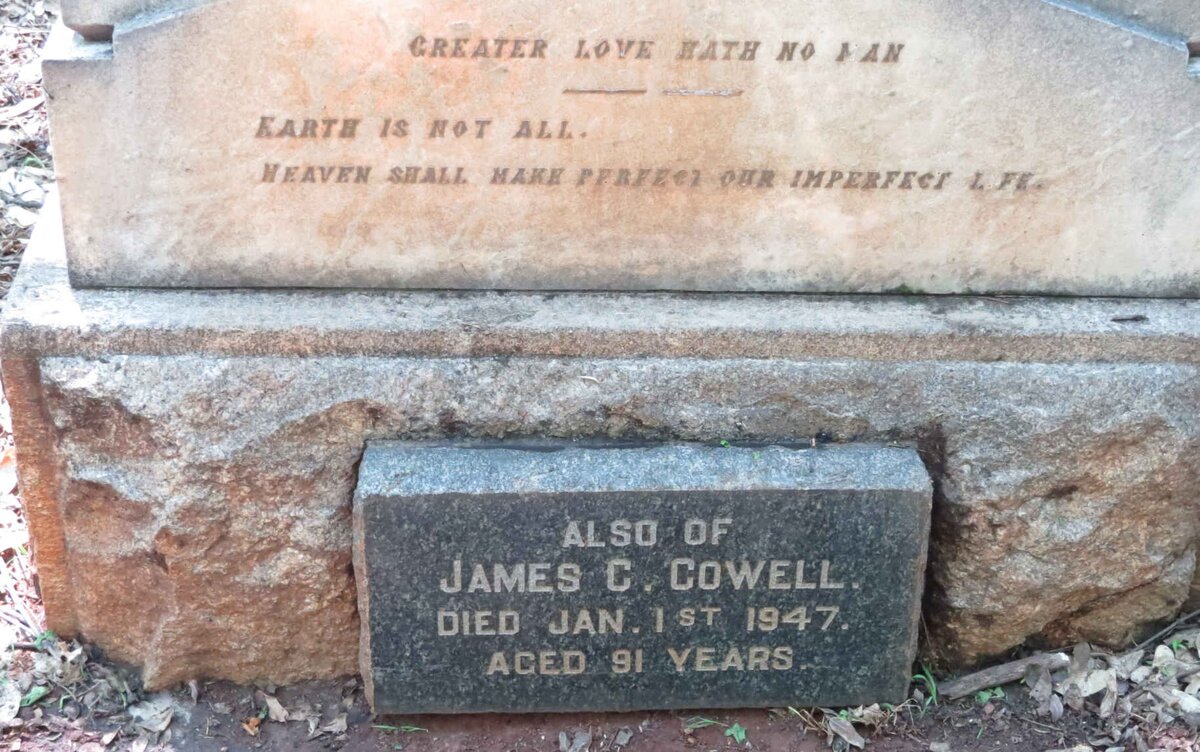 GREATER LOVE HATH NO MAN
EARTH IS NOT ALL.
HEAVEN SHALL MAKE PERFECT OUR IMPERFECT LIFE.
ALSO OF
JAMES C. COWELL.
DIED JAN. 1ST 1947.
AGED 91 YEARS.